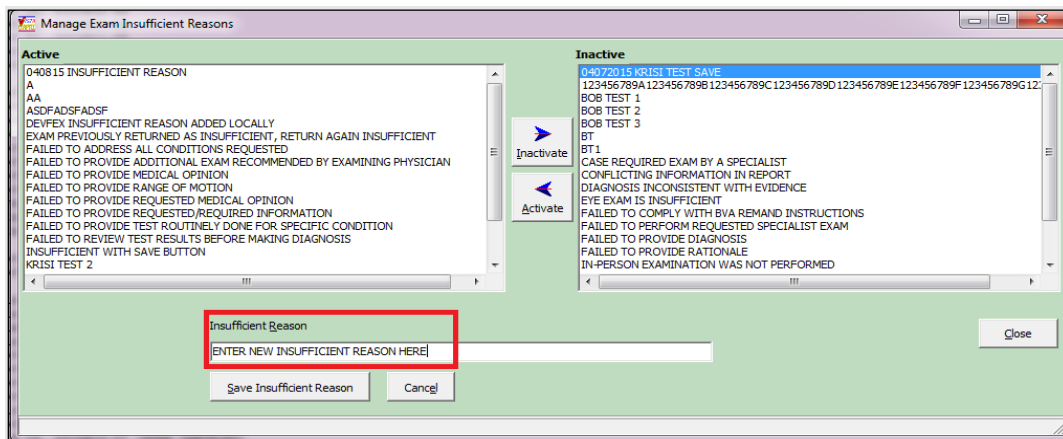 Manage Exam Insufficient Reasons
Active
040815 INSUFFICIENT REASON
A
AA
ASDFADSFADSF
DEVFEX INSUFFICIENT REASON ADDED LOCALLY
EXAM PREVIOUSLY RETURNED AS INSUFFICIENT, RETURN AGAIN INSUFFICIENT
FAILED TO ADDRESS ALL CONDITIONS REQUESTED
FAILED TO PROVIDE ADDITIONAL EXAM RECOMMENDED BY EXAMINING PHYSICIAN
FAILED TO PROVIDE MEDICAL OPINION
FAILED TO PROVIDE RANGE OF MOTION
FAILED TO PROVIDE REQUESTED MEDICAL OPINION
FAILED TO PROVIDE REQUESTED/REQUIRED INFORMATION
FAILED TO PROVIDE TEST ROUTINELY DONE FOR SPECIFIC CONDITION
FAILED TO REVIEW TEST RESULTS BEFORE MAKING DIAGNOSIS
INSUFFICIENT WITH SAVE BUTTON
KRISI TEST 2
Inactivate
Activate
Inactive
04072015 KRISI TEST SAVE
123456789A123456789B123456789C123456789D123456789E123456789F123456789G12
BOB TEST 1
BOB TEST 2
BOB TEST 3
BT
BT1
CASE REQUIRED EXAM BY A SPECIALIST
CONFLICTING INFORMATION IN REPORT
DIAGNOSIS INCONSISTENT WITH EVIDENCE
EYE EXAM IS INSUFFICIENT
FAILED TO COMPLY WITH BVA REMAND INSTRUCTIONS
FAILED TO PERFORM REQUESTED SPECIALIST EXAM
FAILED TO PROVIDE DIAGNOSIS
FAILED TO PROVIDE RATIONALE
IN-PERSON EXAMINATION WAS NOT PERFORMED
Insufficient Reason
ENTER NEW INSUFFICIENT REASON HERE
Close
Save Insufficient Reason
Cancel